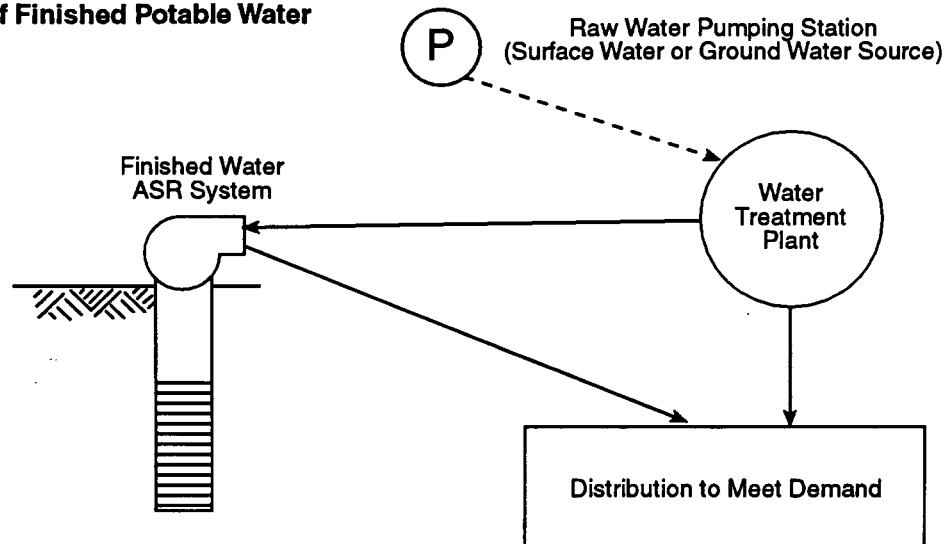 f Finished Potable Water
P
Raw Water Pumping Station
(Surface Water or Ground Water Source)
Finished Water
ASR System
Water
Treatment
Plant
Distribution to Meet Demand